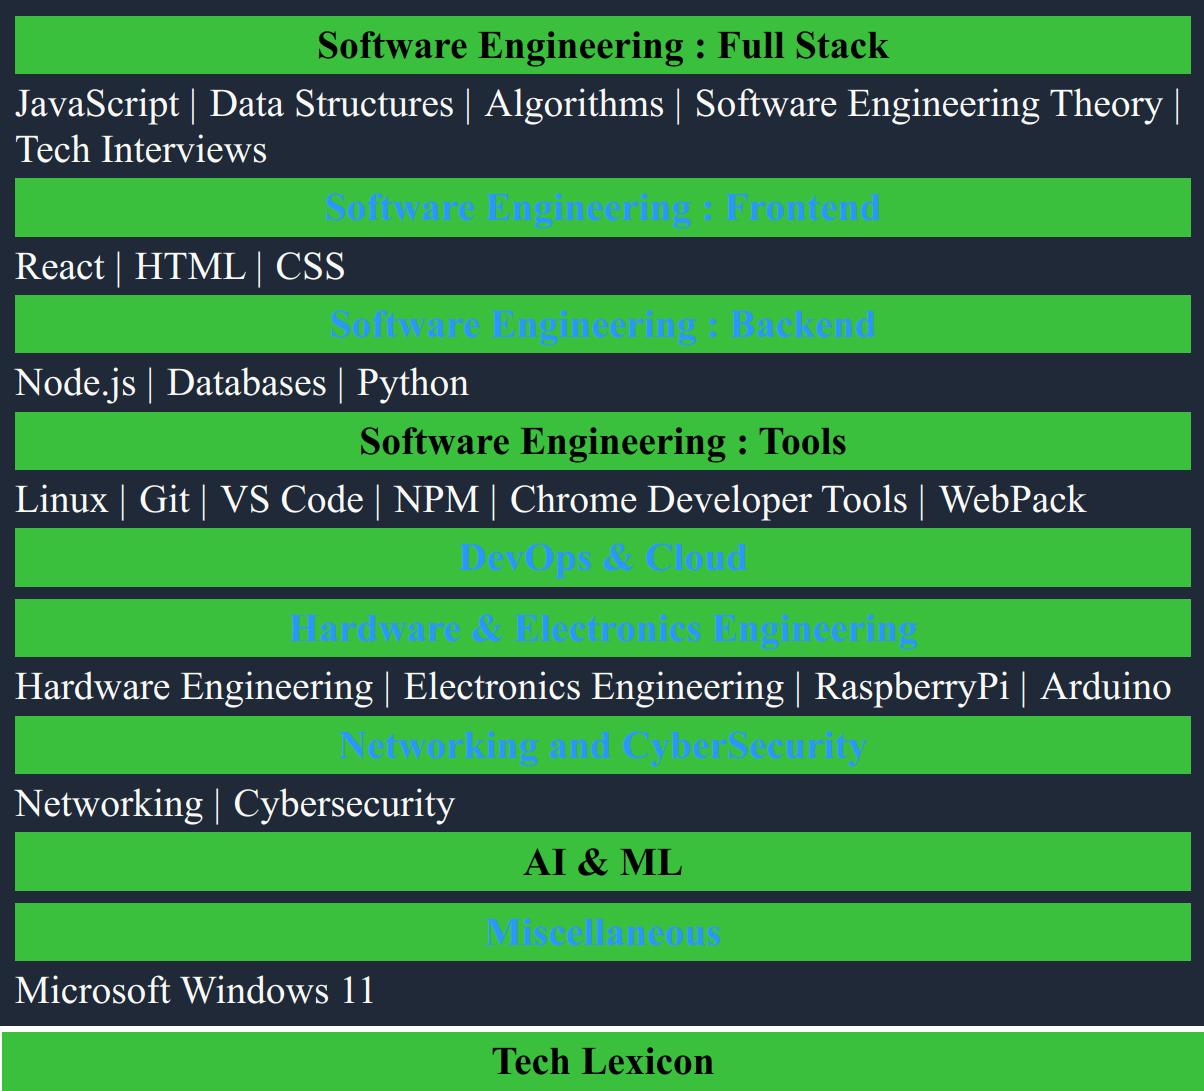 Software Engineering : Full Stack
JavaScript | Data Structures | Algorithms | Software Engineering Theory |
Tech Interviews
Software Engineering : Frontend
React | HTML | CSS
Software Engineering : Backend
Node.js | Databases | Python
Software Engineering : Tools
Linux | Git | VS Code | NPM | Chrome Developer Tools | WebPack
DevOps & Cloud
Hardware & Electronics Engineering
Hardware Engineering | Electronics Engineering | RaspberryPi | Arduino
Networking and CyberSecurity
Networking | Cybersecurity
AI & ML
Miscellaneous
Microsoft Windows 11
Tech Lexicon